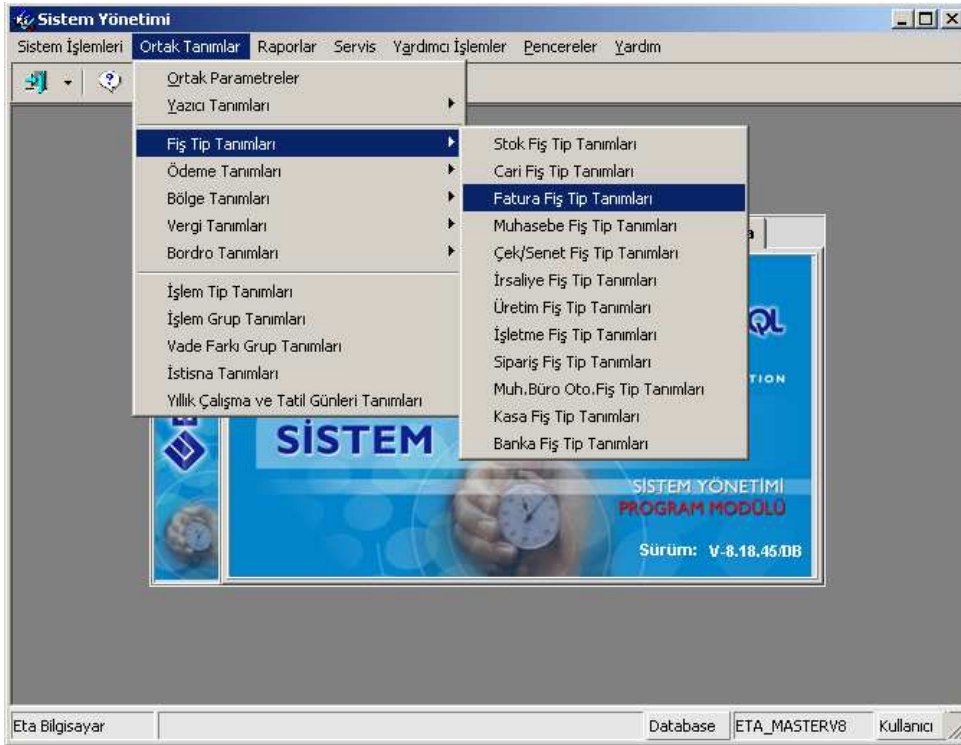 Sistem Yönetimi
Sistem İşlemleri Ortak Tanımlar Raporlar Servis Yardımcı İşlemler Pencereler Yardım
Ortak Parametreler
Yazıcı Tanımları
Fiş Tip Tanımları
Ödeme Tanımları
Bölge Tanımları
Vergi Tanımları
Bordro Tanımları
İşlem Tip Tanımları
İşlem Grup Tanımları
Vade Farkı Grup Tanımları
İstisna Tanımları
Yıllık Çalışma ve Tatil Günleri Tanımları
Stok Fiş Tip Tanımları
Cari Fiş Tip Tanımları
Fatura Fiş Tip Tanımları
Muhasebe Fiş Tip Tanımları
Çek/Senet Fiş Tip Tanımları
İrsaliye Fiş Tip Tanımları
Üretim Fiş Tip Tanımları
İşletme Fiş Tip Tanımları
Sipariş Fiş Tip Tanımları
Muh.Büro Oto.Fiş Tip Tanımları
Kasa Fiş Tip Tanımları
Banka Fiş Tip Tanımları
SİSTEM
SİSTEM YÖNETİMİ
PROGRAM MODÜLÜ
Sürüm: V-8.18.45/DB
Eta Bilgisayar Database ETA_MASTERV8 Kullanıcı